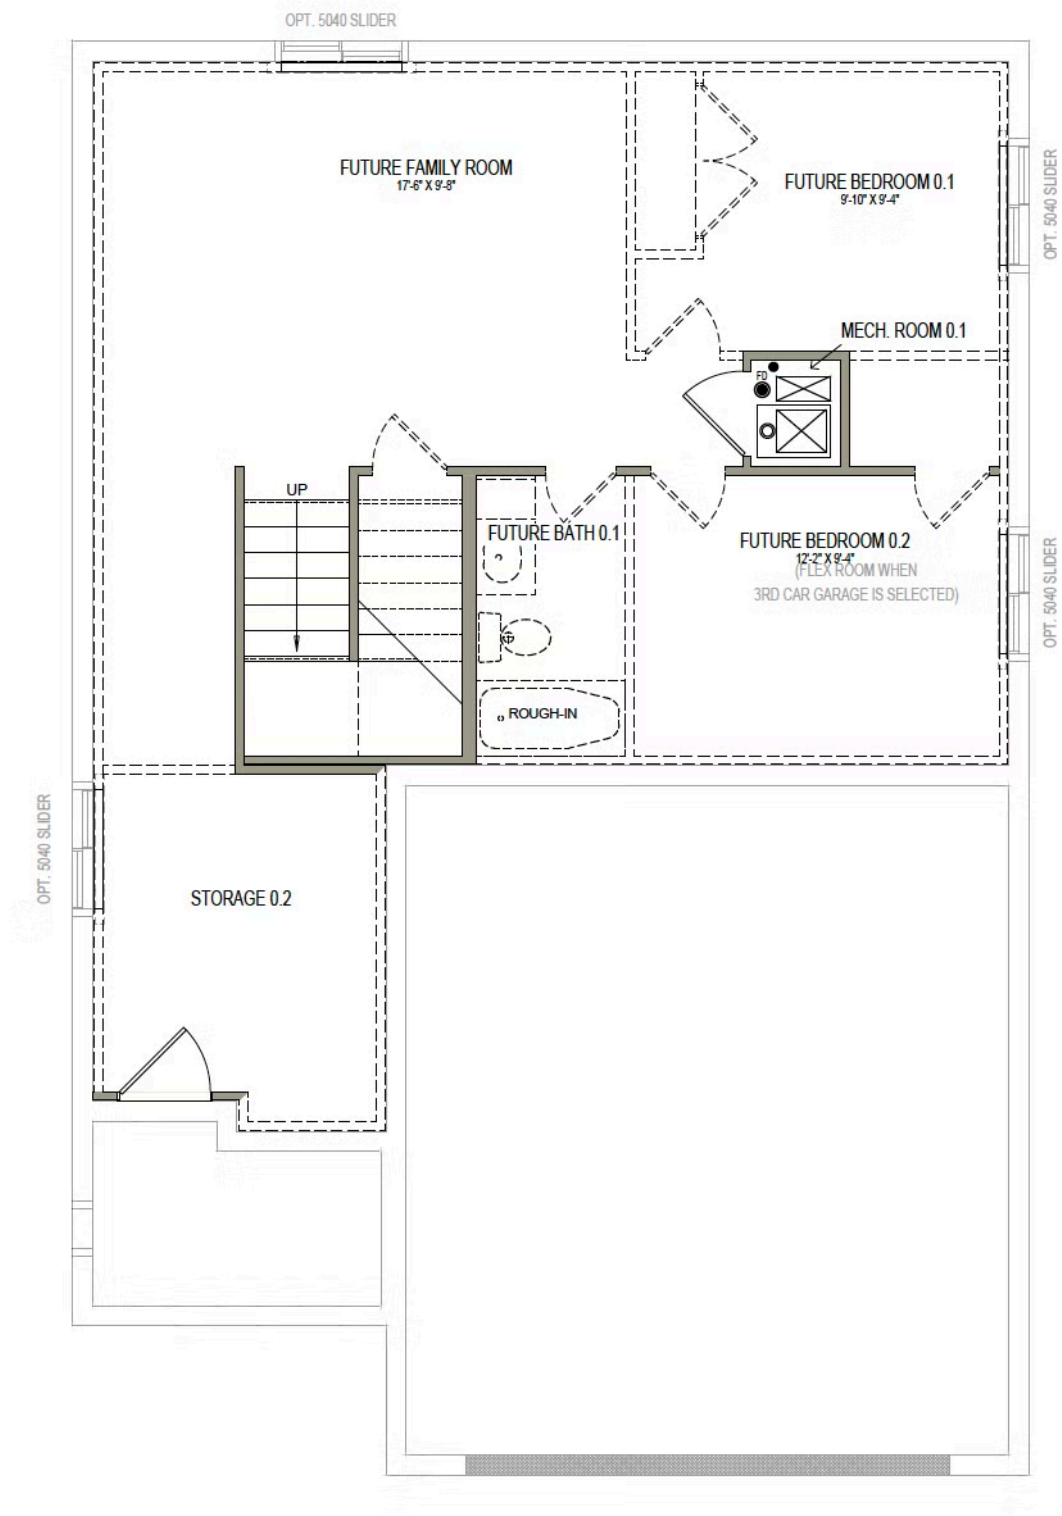 OPT. 5040 SLIDER
FUTURE FAMILY ROOM
17'-6" X 9'-8"
FUTURE BEDROOM 0.1
9'-10" X 9'-4"
OPT. 5040 SLIDER
MECH. ROOM 0.1
FD
UP
FUTURE BATH 0.1
FUTURE BEDROOM 0.2
12'-2" X 9'-4"
(FLEX ROOM WHEN
3RD CAR GARAGE IS SELECTED)
OPT. 5040 SLIDER
ROUGH-IN
OPT. 5040 SLIDER
STORAGE 0.2